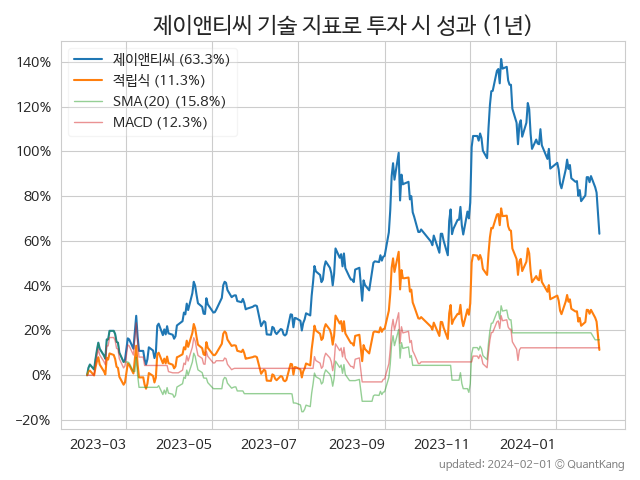 제이앤티씨 기술 지표로 투자 시 성과 (1년)
제이앤티씨 (63.3%)
적립식 (11.3%)
SMA(20) (15.8%)
MACD (12.3%)
140%
120%
100%
80%
60%
40%
20%
0%
−20%
2023-03 2023-05 2023-07 2023-09 2023-11 2024-01
updated: 2024-02-01 © QuantKang